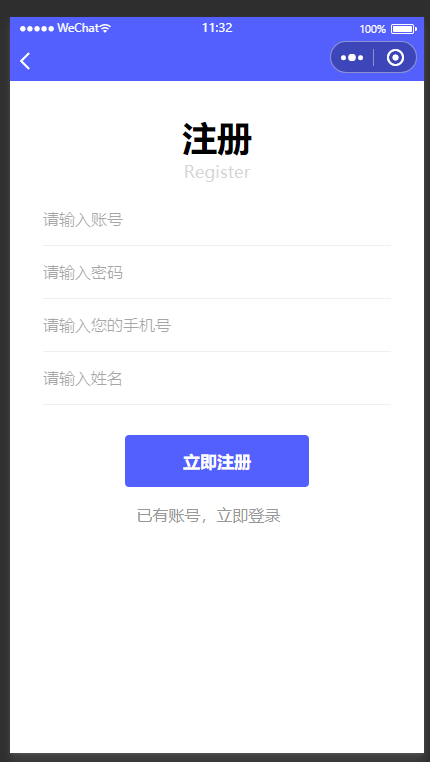 WeChat 11:32 100%
注册
Register
请输入账号
请输入密码
请输入您的手机号
请输入姓名
立即注册
已有账号，立即登录